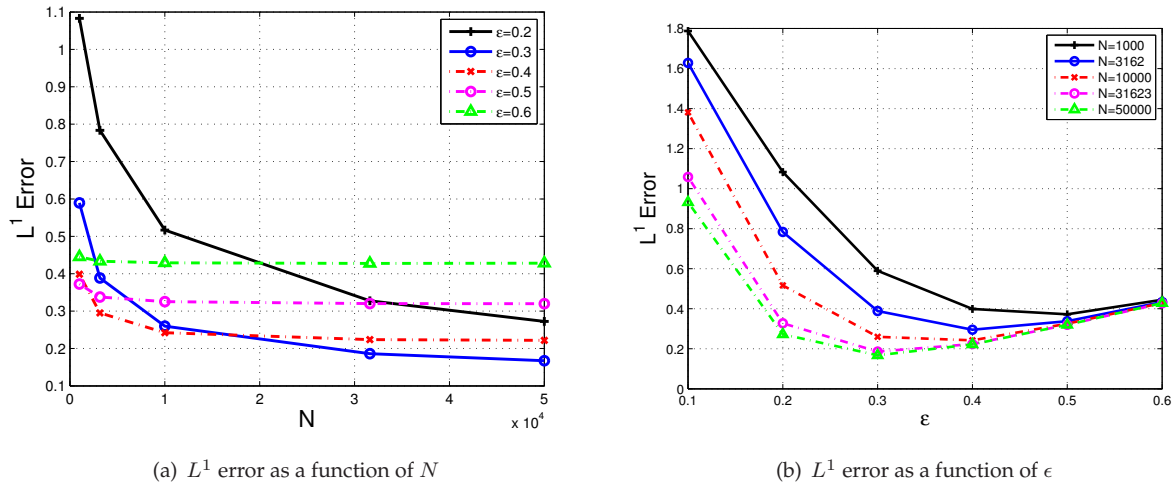 1.1
1
0.9
0.8
0.7
0.6
0.5
0.4
0.3
0.2
0.1
L¹ Error
0 1 2 3 4 5
x 10⁴
N
ε=0.2
ε=0.3
ε=0.4
ε=0.5
ε=0.6
(a) L¹ error as a function of N
1.8
1.6
1.4
1.2
1
0.8
0.6
0.4
0.2
0
L¹ Error
0.1 0.2 0.3 0.4 0.5 0.6
ε
N=1000
N=3162
N=10000
N=31623
N=50000
(b) L¹ error as a function of ϵ